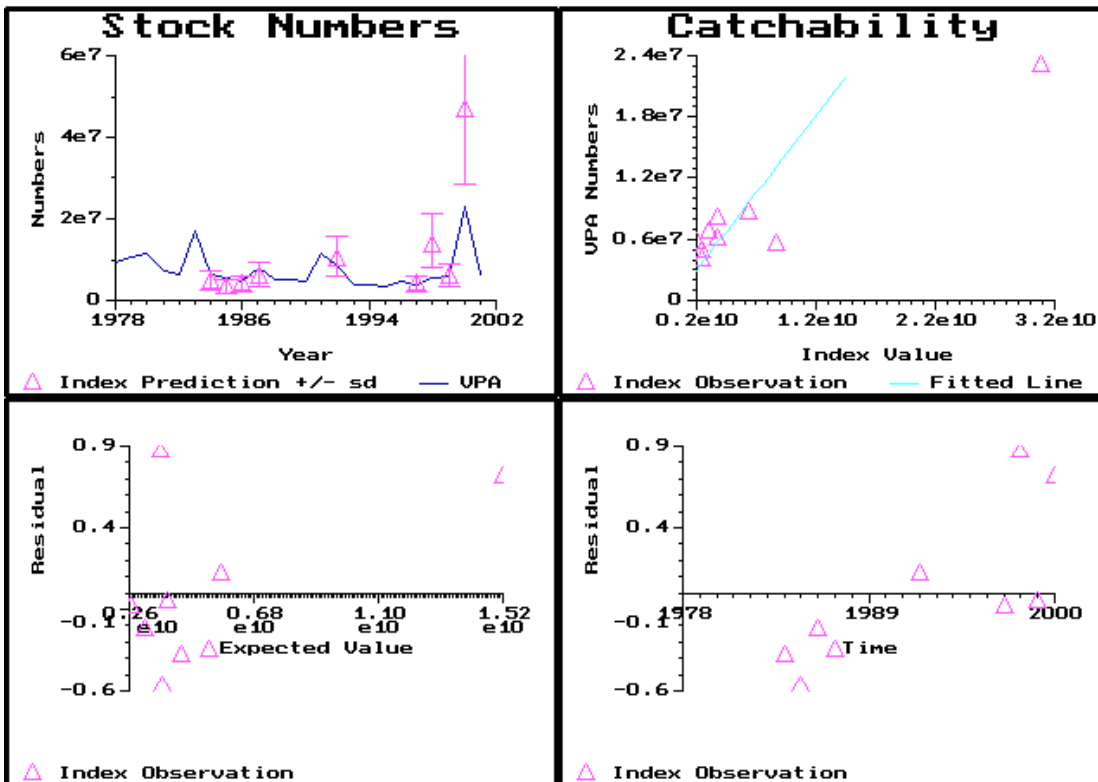 Stock Numbers
6e7
4e7
2e7
0
Numbers
1978 1986 1994 2002
Year
Index Prediction +/- sd VPA
Catchability
2.4e7
1.8e7
1.2e7
0.6e7
0
VPA Numbers
0.2e10 1.2e10 2.2e10 3.2e10
Index Value
Index Observation Fitted Line
0.9
0.4
-0.1
-0.6
Residual
0.26 e10 0.68 e10 1.10 e10 1.52 e10
Expected Value
Index Observation
0.9
0.4
-0.1
-0.6
Residual
1978 1989 2000
Time
Index Observation